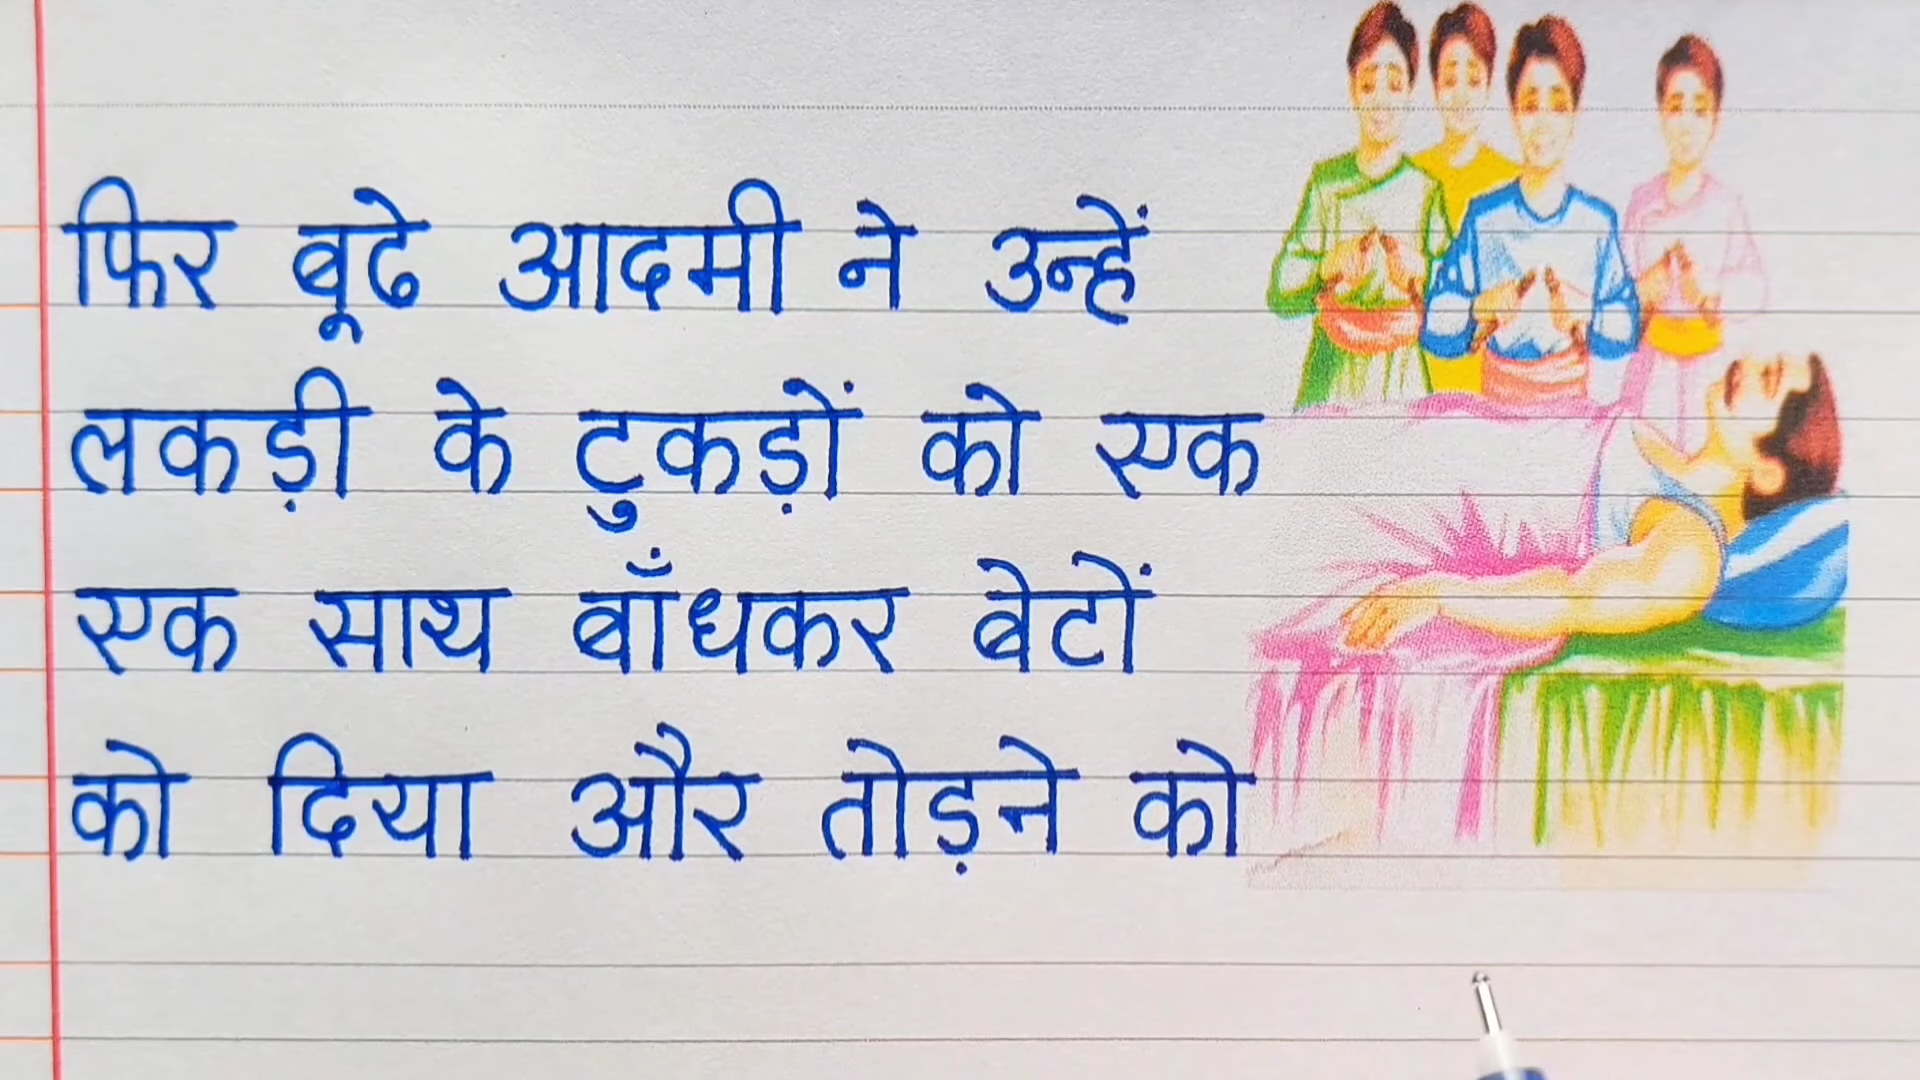 फिर बूढे आदमी ने उन्हें
लकड़ी के टुकड़ों को एक
एक साथ बाँधकर बेटों
को दिया और तोड़ने को